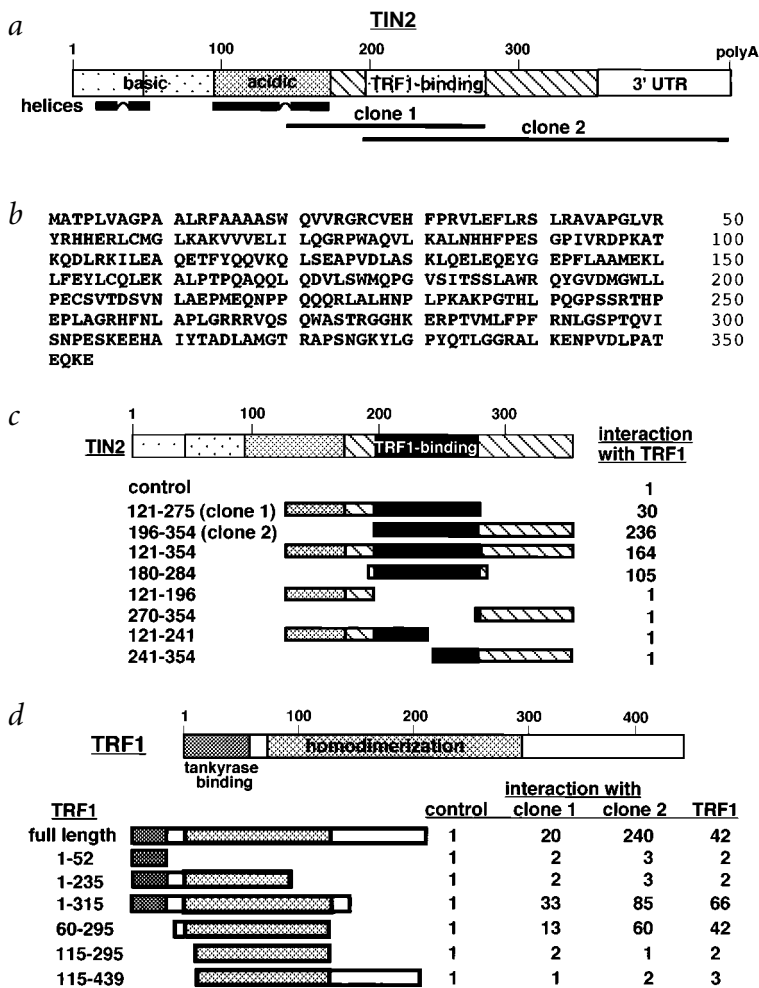 a
TIN2
1 100 200 300 polyA
basic acidic TRF1-binding 3' UTR
helices
clone 1
clone 2
b
MATPLVAGPA ALRFAAAASW QVVRGRCVEH FPRVLEFLRS LRAVAPGLVR 50
YRHHERLCMG LKAKVVVELI LQGRPWAQVL KALNHHFPES GPIVRDPKAT 100
KQDLRKILEA QETFYQQVKQ LSEAPVDLAS KLQELEQEYG EPFLAAMEKL 150
LFEYLCQLEK ALPTPQAQQL QDVLSWMQPG VSITSSLAWR QYGVDMGWLL 200
PECSVTDSVN LAEPMEQNPP QQQRLALHNP LPKAKPGTHL PQGPSSRTHP 250
EPLAGRHFNL APLGRRRVQS QWASTRGGHK ERPTVMLFPF RNLGSPTQVI 300
SNPESKEEHA IYTADLAMGT RAPSNGKYLG PYQTLGGRAL KENPVDLPAT 350
EQKE
c
1 100 200 300
TIN2 TRF1-binding
interaction
with TRF1
control 1
121-275 (clone 1) 30
196-354 (clone 2) 236
121-354 164
180-284 105
121-196 1
270-354 1
121-241 1
241-354 1
d
1 100 200 300 400
TRF1 homodimerization
tankyrase
binding
interaction with
TRF1 control clone 1 clone 2 TRF1
full length 1 20 240 42
1-52 1 2 3 2
1-235 1 2 3 2
1-315 1 33 85 66
60-295 1 13 60 42
115-295 1 2 1 2
115-439 1 1 2 3